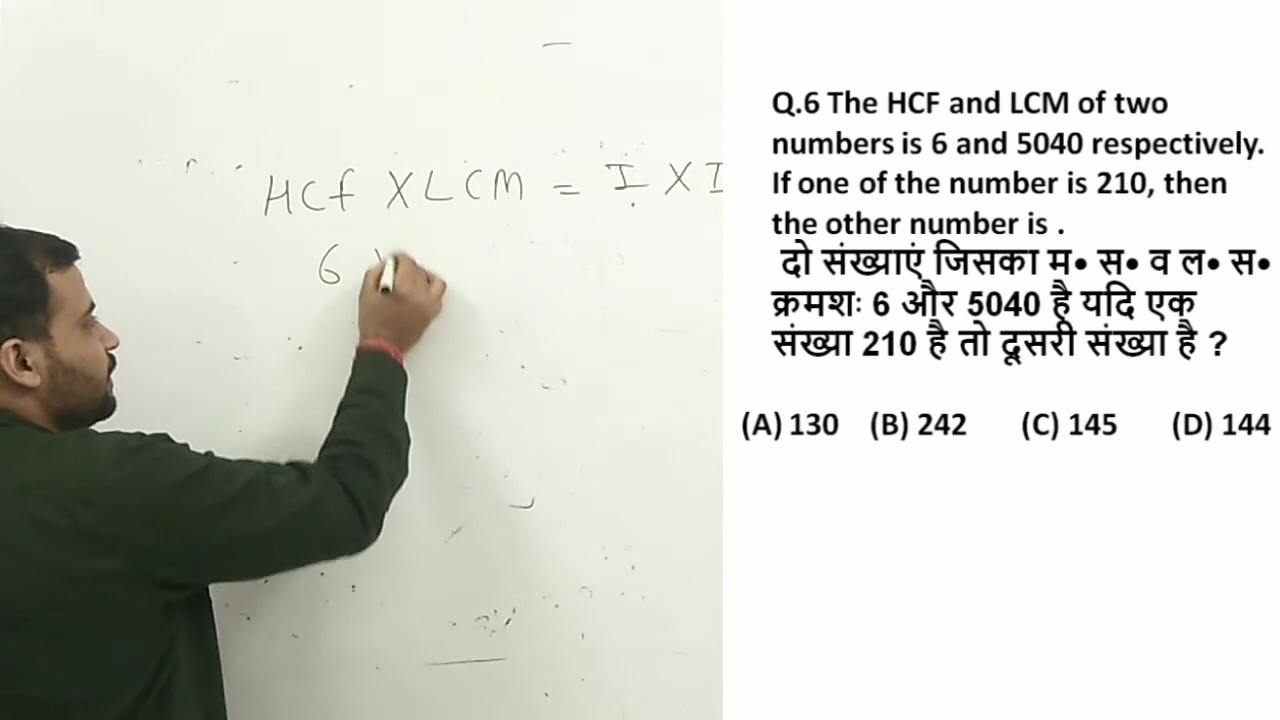 HCf X LCM = I X I
6 X
Q.6 The HCF and LCM of two
numbers is 6 and 5040 respectively.
If one of the number is 210, then
the other number is .
दो संख्याएं जिसका म• स• व ल• स•
क्रमशः 6 और 5040 है यदि एक
संख्या 210 है तो दूसरी संख्या है ?
(A) 130 (B) 242 (C) 145 (D) 144